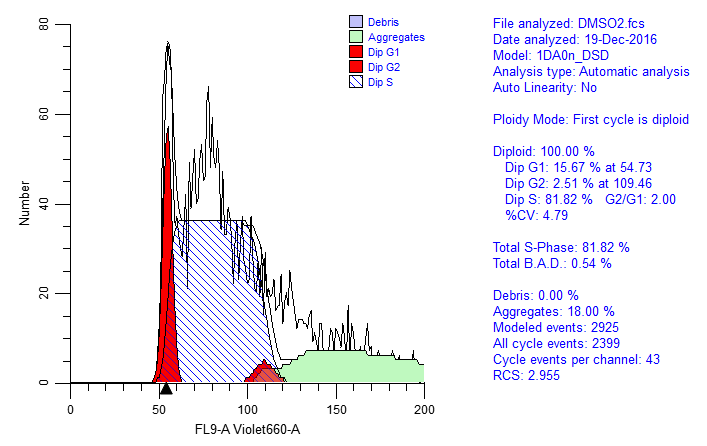 80
60
40
20
0
Number
0
50
100
150
200
FL9-A Violet660-A
Debris
Aggregates
Dip G1
Dip G2
Dip S
File analyzed: DMSO2.fcs
Date analyzed: 19-Dec-2016
Model: 1DA0n_DSD
Analysis type: Automatic analysis
Auto Linearity: No
Ploidy Mode: First cycle is diploid
Diploid: 100.00 %
Dip G1: 15.67 % at 54.73
Dip G2: 2.51 % at 109.46
Dip S: 81.82 % G2/G1: 2.00
%CV: 4.79
Total S-Phase: 81.82 %
Total B.A.D.: 0.54 %
Debris: 0.00 %
Aggregates: 18.00 %
Modeled events: 2925
All cycle events: 2399
Cycle events per channel: 43
RCS: 2.955